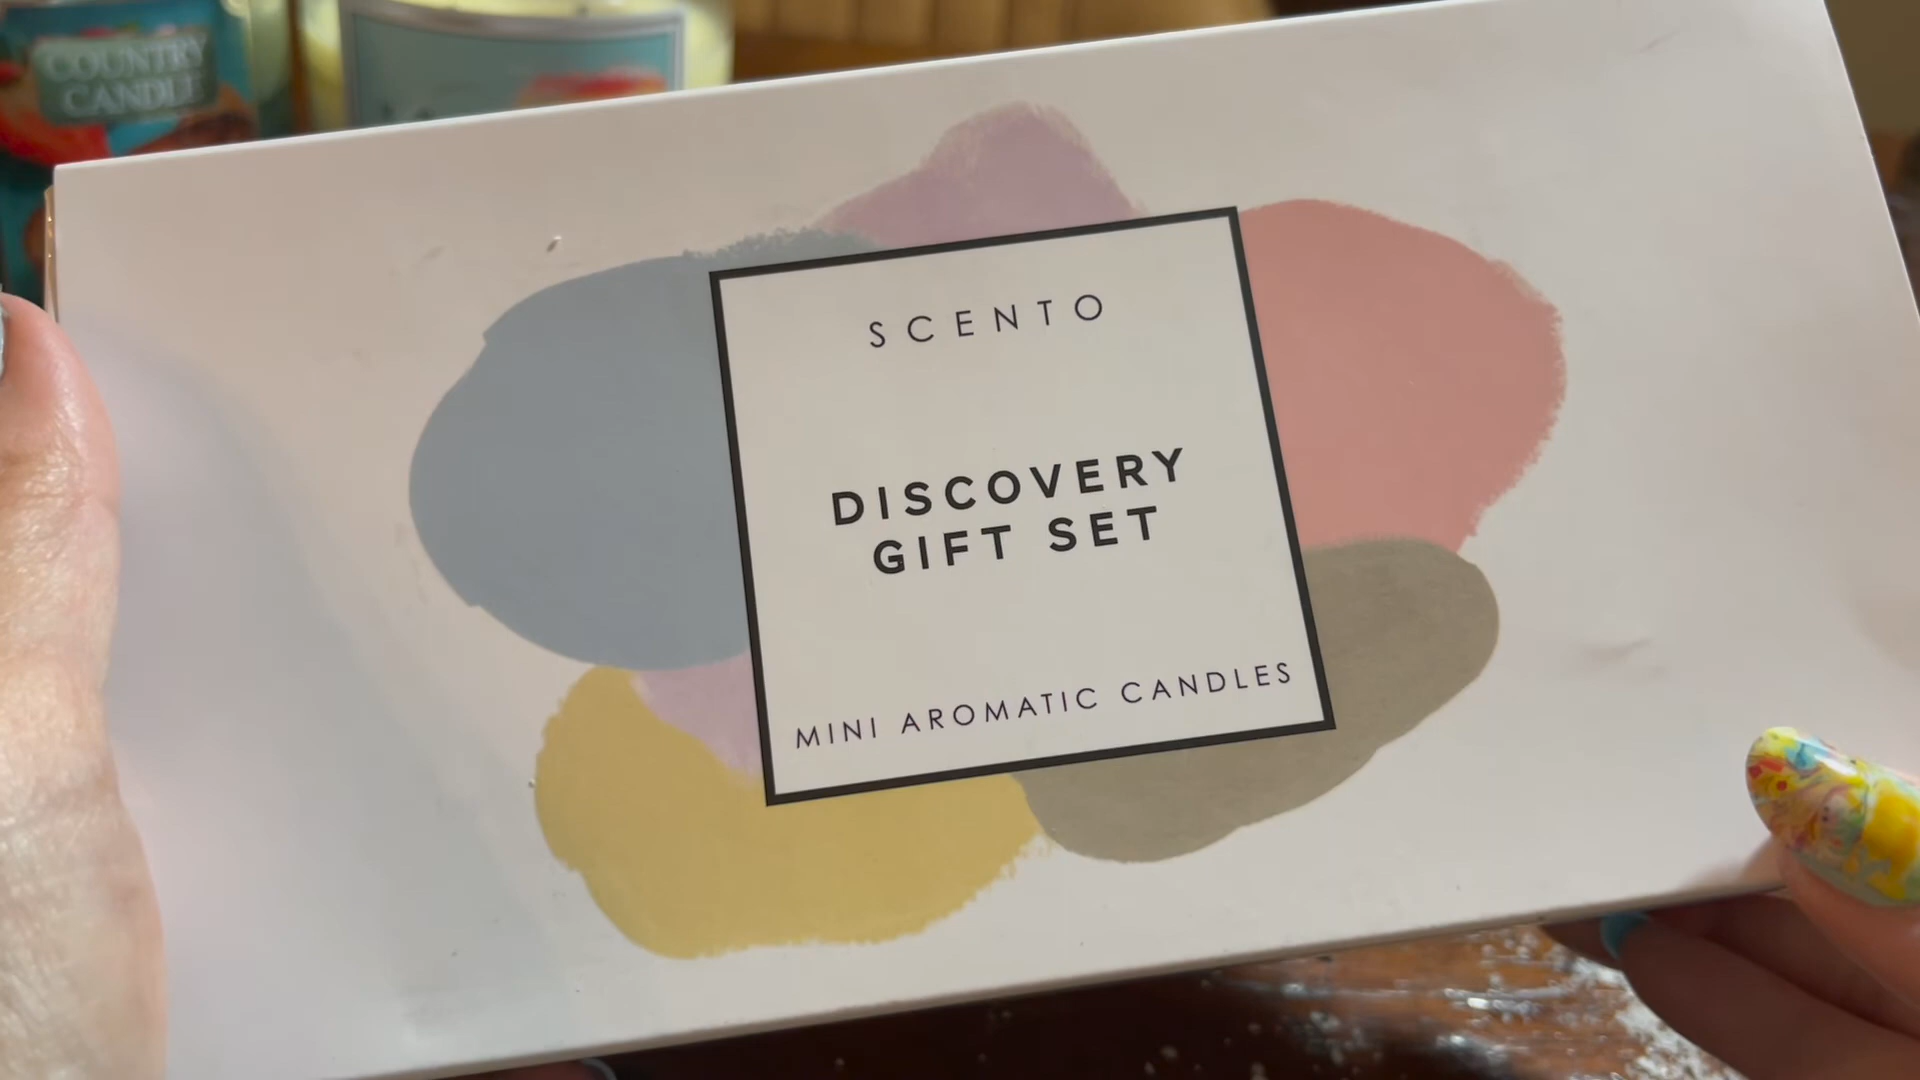 COUNTRY
CANDLE
SCENTO
DISCOVERY
GIFT SET
MINI AROMATIC CANDLES